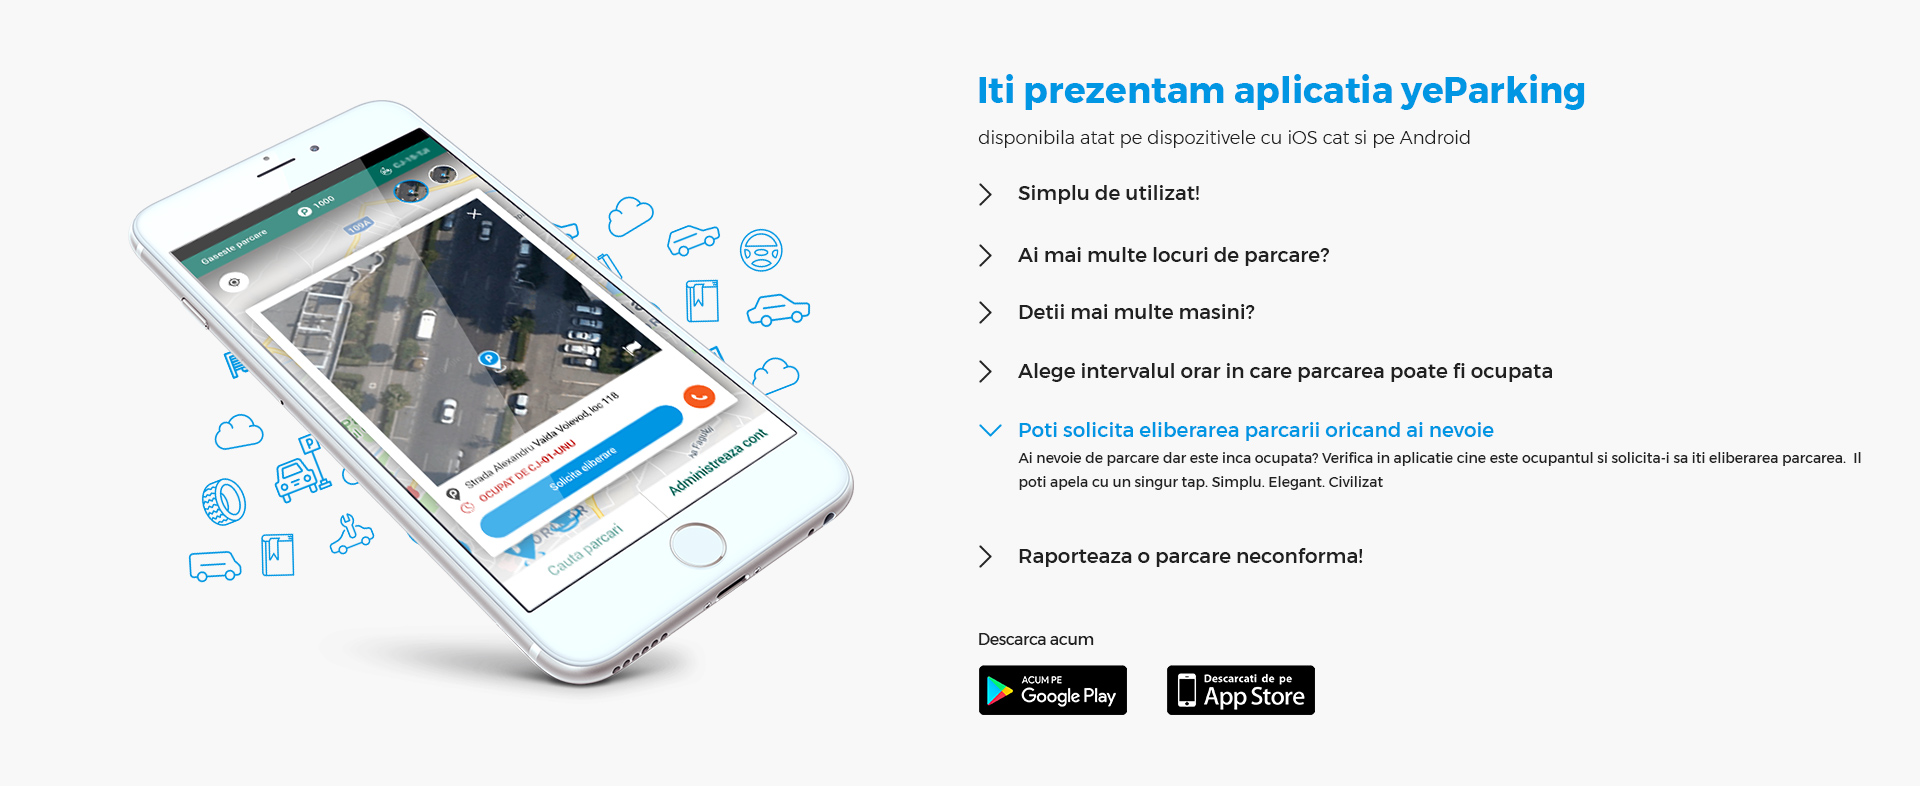 Iti prezentam aplicatia yeParking
disponibila atat pe dispozitivele cu iOS cat si pe Android
Simplu de utilizat!
Ai mai multe locuri de parcare?
Detii mai multe masini?
Alege intervalul orar in care parcarea poate fi ocupata
Poti solicita eliberarea parcarii oricand ai nevoie
Ai nevoie de parcare dar este inca ocupata? Verifica in aplicatie cine este ocupantul si solicita-i sa iti eliberarea parcarea. Il
poti apela cu un singur tap. Simplu. Elegant. Civilizat
Raporteaza o parcare neconforma!
Descarca acum
ACUM PE
Google Play
Descarcati de pe
App Store
Gaseste parcare
P 1000
109A
P
Strada Alexandru Vaida Voievod, loc 118
OCUPAT DE CJ-01-UNU
Solicita eliberare
Cauta parcari
Administreaza cont
P